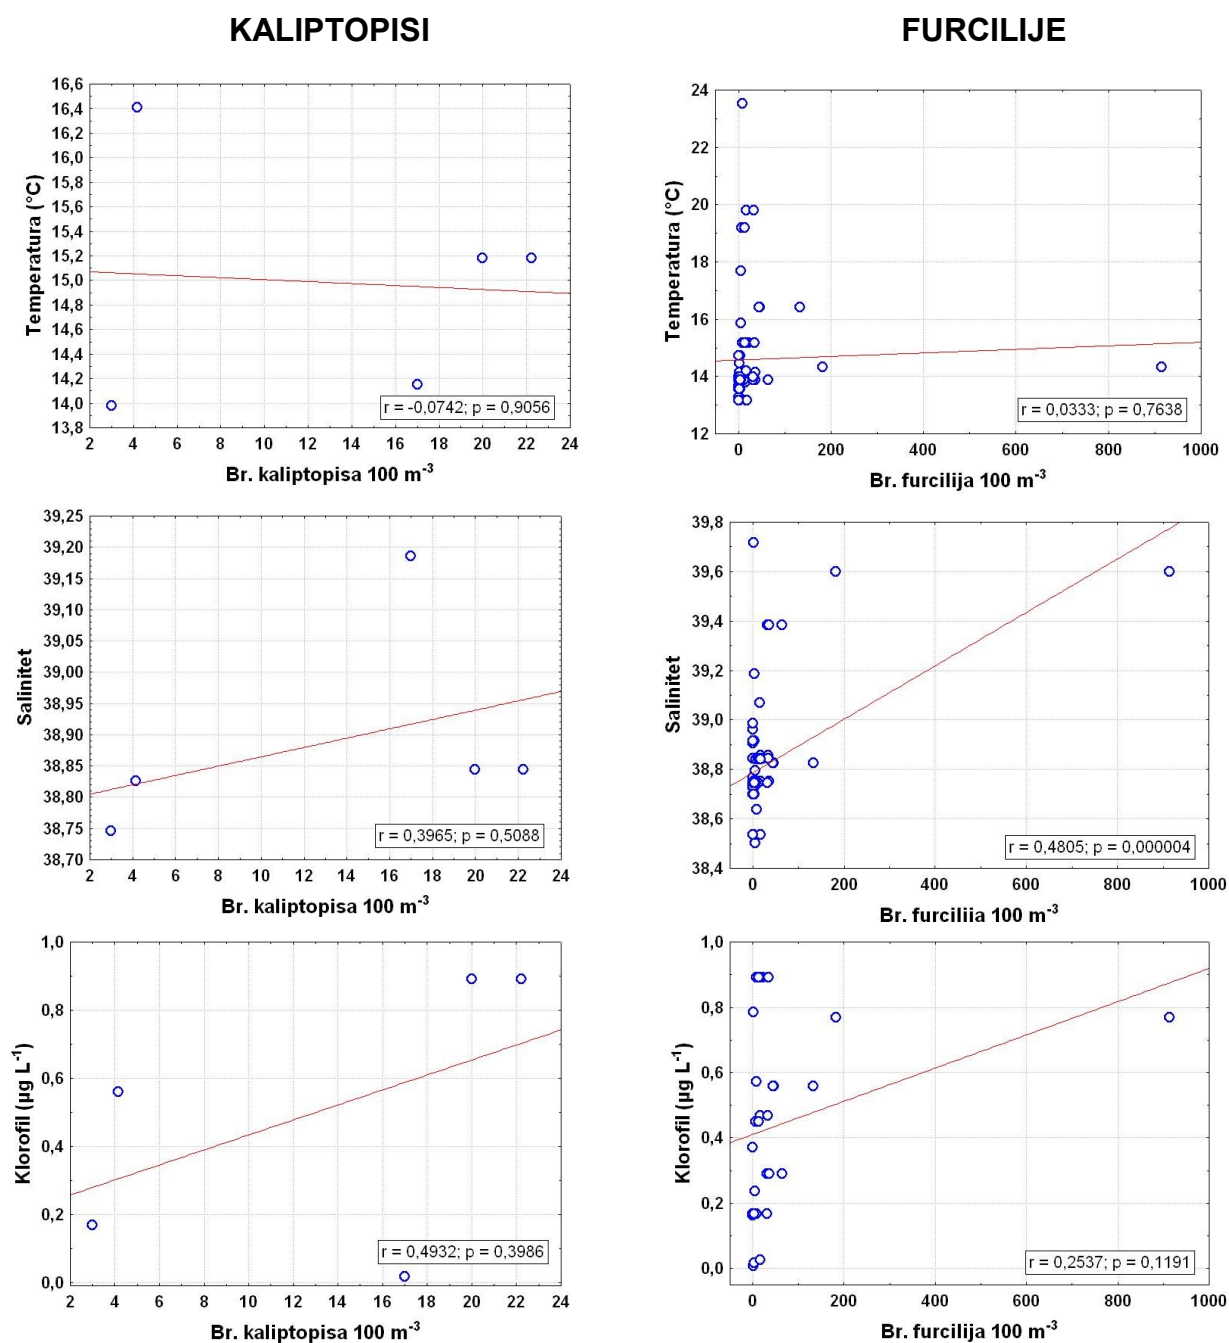 KALIPTOPISI
FURCILIJE
Temperatura (°C)
16,6
16,4
16,2
16,0
15,8
15,6
15,4
15,2
15,0
14,8
14,6
14,4
14,2
14,0
13,8
r = -0,0742; p = 0,9056
2 4 6 8 10 12 14 16 18 20 22 24
Br. kaliptopisa 100 m⁻³
Temperatura (°C)
24
22
20
18
16
14
12
r = 0,0333; p = 0,7638
0 200 400 600 800 1000
Br. furcilija 100 m⁻³
Salinitet
39,25
39,20
39,15
39,10
39,05
39,00
38,95
38,90
38,85
38,80
38,75
38,70
r = 0,3965; p = 0,5088
2 4 6 8 10 12 14 16 18 20 22 24
Br. kaliptopisa 100 m⁻³
Salinitet
39,8
39,6
39,4
39,2
39,0
38,8
38,6
38,4
r = 0,4805; p = 0,000004
0 200 400 600 800 1000
Br. furciliia 100 m⁻³
Klorofil (µg L⁻¹)
1,0
0,8
0,6
0,4
0,2
0,0
r = 0,4932; p = 0,3986
2 4 6 8 10 12 14 16 18 20 22 24
Br. kaliptopisa 100 m⁻³
Klorofil (µg L⁻¹)
1,0
0,8
0,6
0,4
0,2
0,0
r = 0,2537; p = 0,1191
0 200 400 600 800 1000
Br. furcilija 100 m⁻³